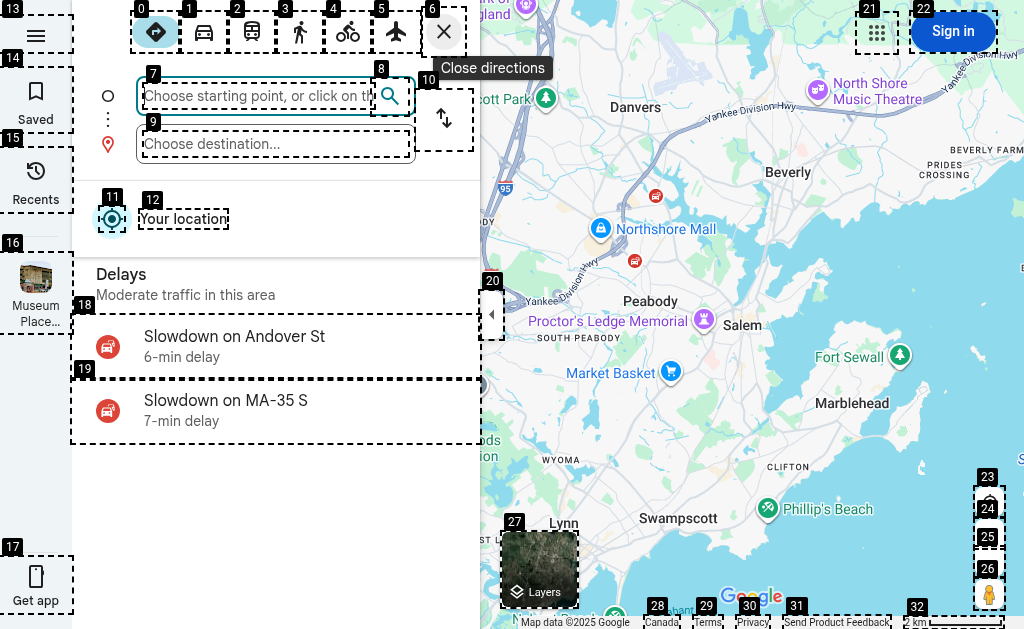 Saved
Recents
Museum
Place...
Get app
Close directions
Choose starting point, or click on th
Choose destination...
Your location
Delays
Moderate traffic in this area
Slowdown on Andover St
6-min delay
Slowdown on MA-35 S
7-min delay
Sign in
gland
cott Park
Danvers
North Shore
Music Theatre
Yankee Division Hwy
Yankee Division Hwy
BEVERLY FARM
PRIDES
CROSSING
Beverly
95
DY
Northshore Mall
Yankee Division Hwy
Peabody
Proctor's Ledge Memorial
Salem
SOUTH PEABODY
Market Basket
Fort Sewall
Marblehead
ods
ion
WYOMA
CLIFTON
Phillip's Beach
Lynn
Swampscott
ST L
Layers
Google
Map data ©2025 Google
Canada
Terms
Privacy
Send Product Feedback
2 km
0
1
2
3
4
5
6
7
8
9
10
11
12
13
14
15
16
17
18
19
20
21
22
23
24
25
26
27
28
29
30
31
32